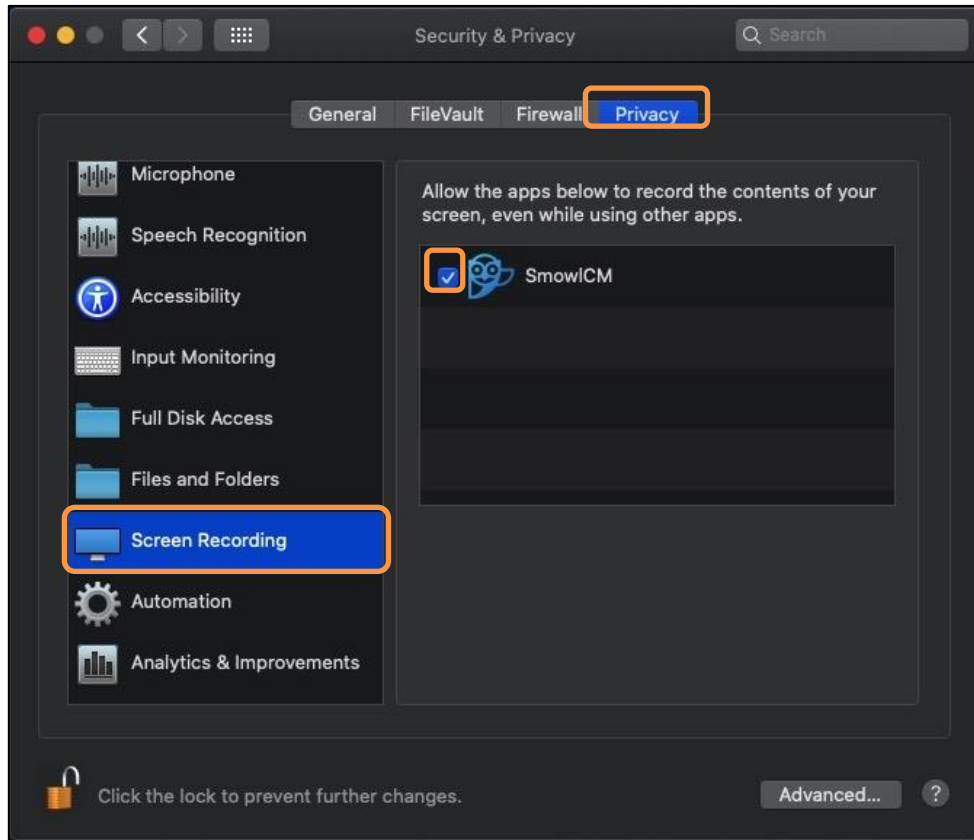 Security & Privacy
Search
General
FileVault
Firewall
Privacy
Microphone
Speech Recognition
Accessibility
Input Monitoring
Full Disk Access
Files and Folders
Screen Recording
Automation
Analytics & Improvements
Allow the apps below to record the contents of your
screen, even while using other apps.
SmowlCM
Click the lock to prevent further changes.
Advanced...
?